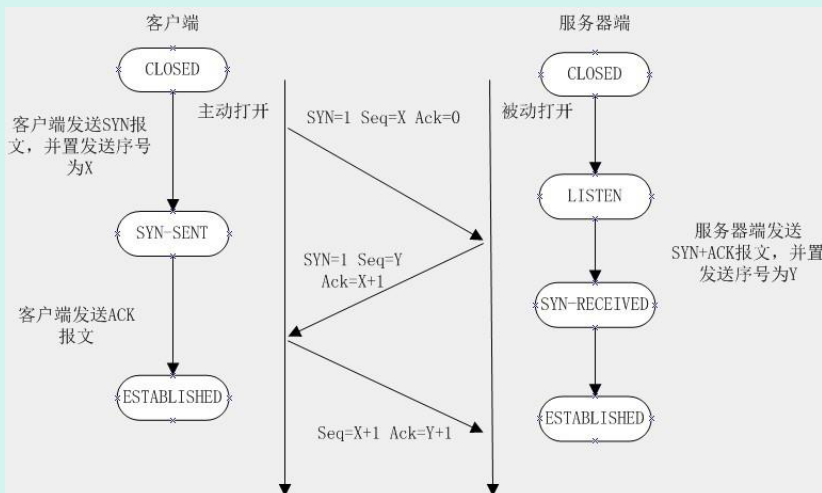 客户端
服务器端
CLOSED
CLOSED
主动打开
SYN=1 Seq=X Ack=0
被动打开
客户端发送SYN报
文，并置发送序号
为X
LISTEN
SYN-SENT
服务器端发送
SYN+ACK报文，并置
发送序号为Y
SYN=1 Seq=Y
Ack=X+1
SYN-RECEIVED
客户端发送ACK
报文
ESTABLISHED
ESTABLISHED
Seq=X+1 Ack=Y+1